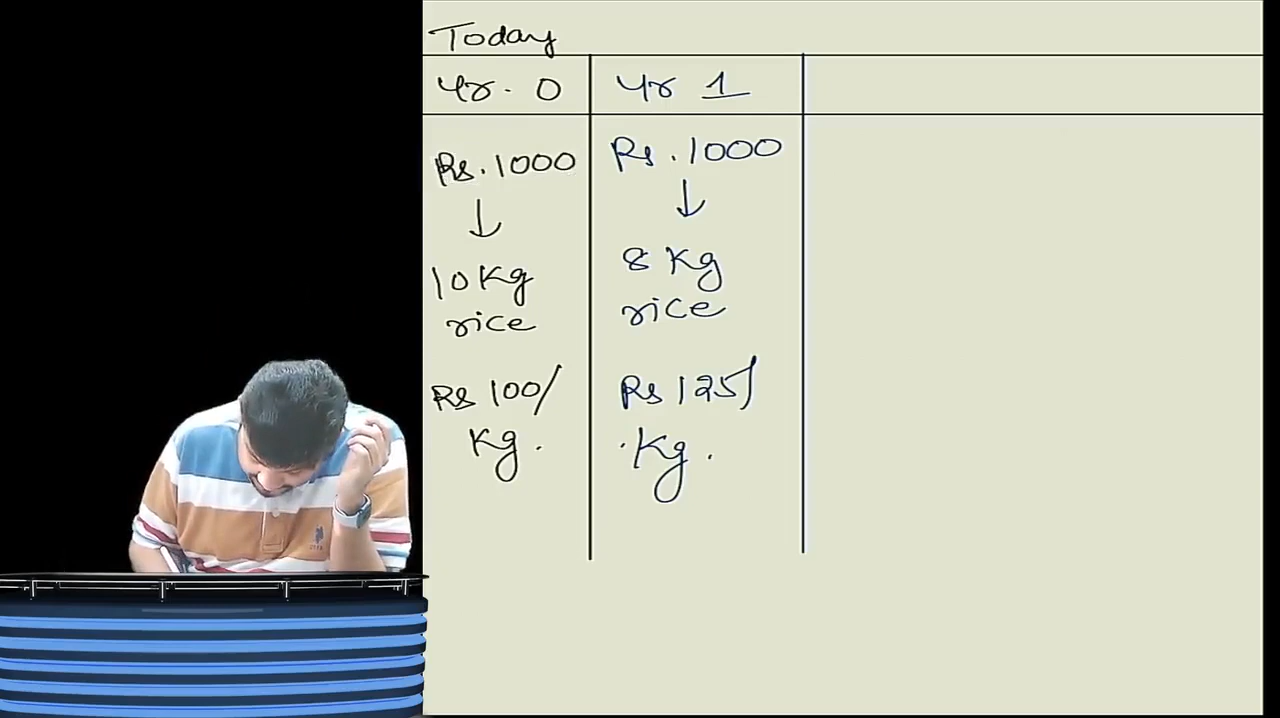 Today
Yr. 0
Rs. 1000
10 Kg
rice
Rs 100/
Kg.
Yr 1
Rs. 1000
8 Kg
rice
Rs 125/
Kg.